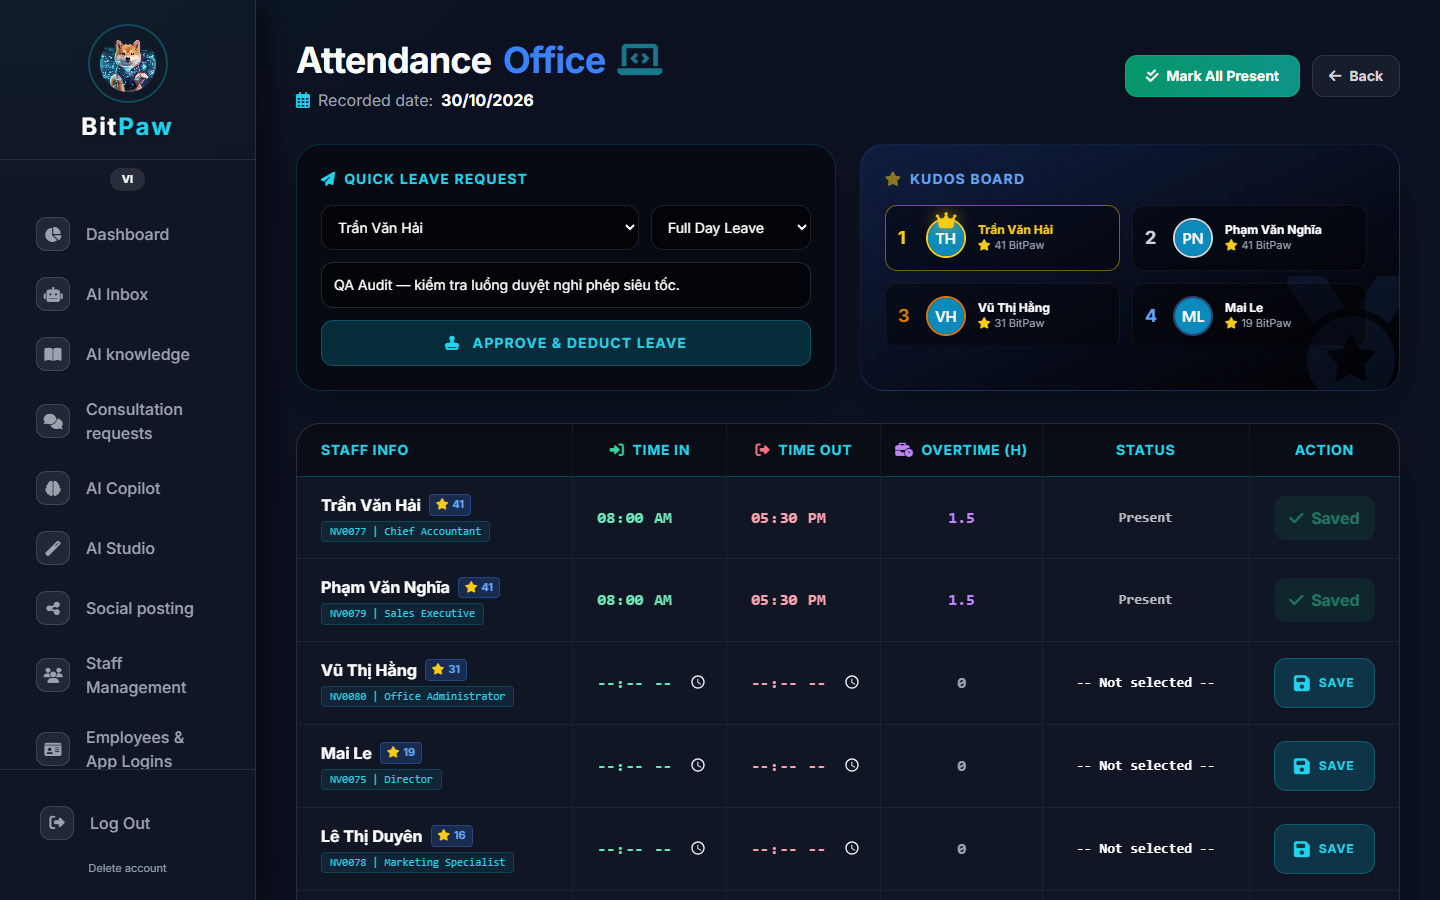 BitPaw
VI
Dashboard
AI Inbox
AI knowledge
Consultation
requests
AI Copilot
AI Studio
Social posting
Staff
Management
Employees &
App Logins
Log Out
Delete account
Attendance Office
Recorded date: 30/10/2026
Mark All Present
Back
QUICK LEAVE REQUEST
Trần Văn Hải
Full Day Leave
QA Audit — kiểm tra luồng duyệt nghỉ phép siêu tốc.
APPROVE & DEDUCT LEAVE
KUDOS BOARD
1 TH Trần Văn Hải
41 BitPaw
2 PN Phạm Văn Nghĩa
41 BitPaw
3 VH Vũ Thị Hằng
31 BitPaw
4 ML Mai Le
19 BitPaw
STAFF INFO TIME IN TIME OUT OVERTIME (H) STATUS ACTION
Trần Văn Hải 41
NV0077 | Chief Accountant
08:00 AM 05:30 PM 1.5 Present Saved
Phạm Văn Nghĩa 41
NV0079 | Sales Executive
08:00 AM 05:30 PM 1.5 Present Saved
Vũ Thị Hằng 31
NV0080 | Office Administrator
--:-- -- --:-- -- 0 -- Not selected -- SAVE
Mai Le 19
NV0075 | Director
--:-- -- --:-- -- 0 -- Not selected -- SAVE
Lê Thị Duyên 16
NV0078 | Marketing Specialist
--:-- -- --:-- -- 0 -- Not selected -- SAVE